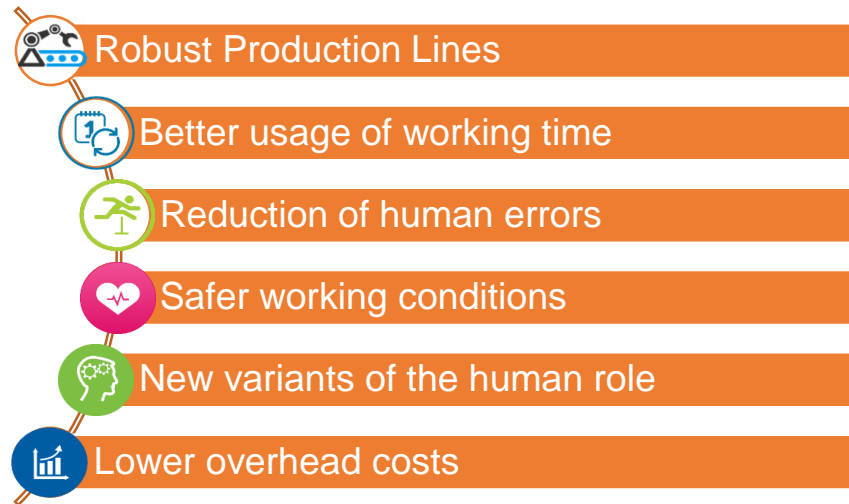 Robust Production Lines
1
Better usage of working time
Reduction of human errors
Safer working conditions
New variants of the human role
Lower overhead costs